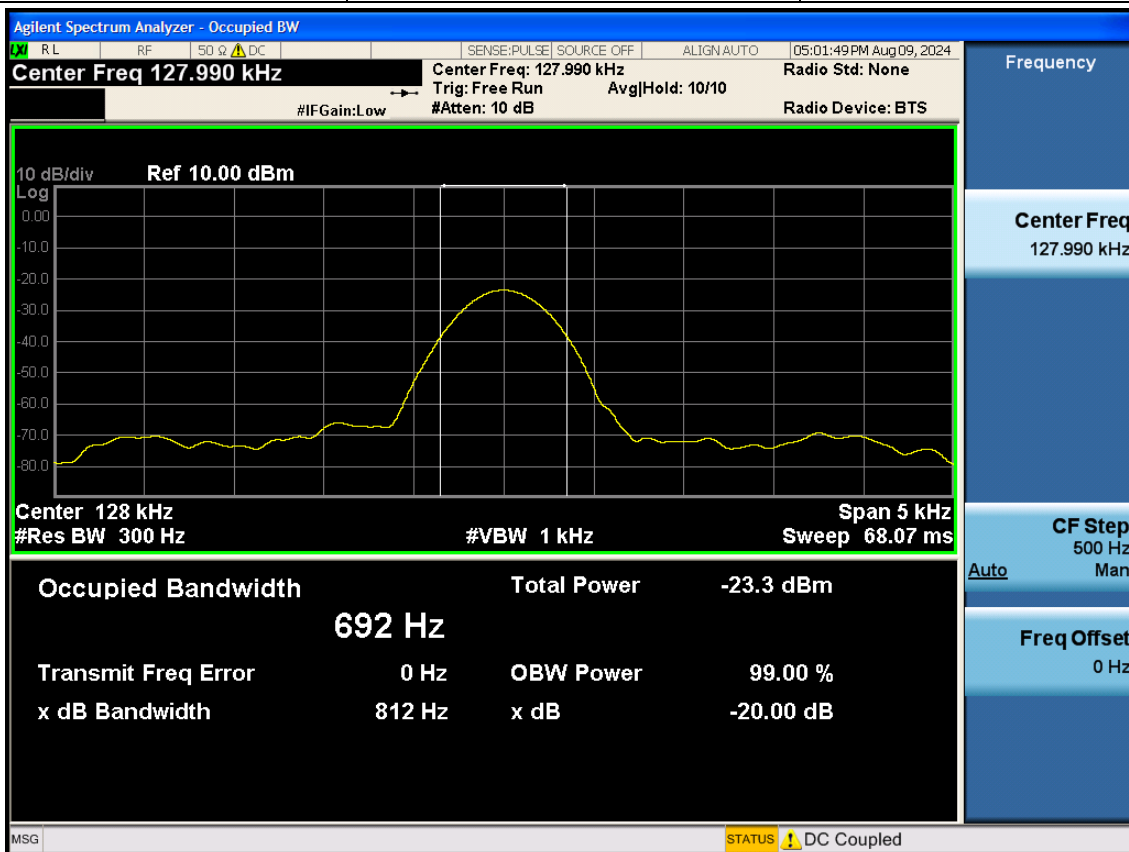 Agilent Spectrum Analyzer - Occupied BW
LXI RL RF 50 Ω DC SENSE:PULSE SOURCE OFF ALIGN AUTO 05:01:49 PM Aug 09, 2024
Center Freq 127.990 kHz
Center Freq: 127.990 kHz Radio Std: None
Trig: Free Run Avg|Hold: 10/10
#IFGain:Low #Atten: 10 dB Radio Device: BTS
10 dB/div Ref 10.00 dBm
Log
0.00
-10.0
-20.0
-30.0
-40.0
-50.0
-60.0
-70.0
-80.0
Center 128 kHz Span 5 kHz
#Res BW 300 Hz #VBW 1 kHz Sweep 68.07 ms
Occupied Bandwidth Total Power -23.3 dBm
692 Hz
Transmit Freq Error 0 Hz OBW Power 99.00 %
x dB Bandwidth 812 Hz x dB -20.00 dB
MSG STATUS DC Coupled
Frequency
Center Freq
127.990 kHz
CF Step
500 Hz
Auto Man
Freq Offset
0 Hz